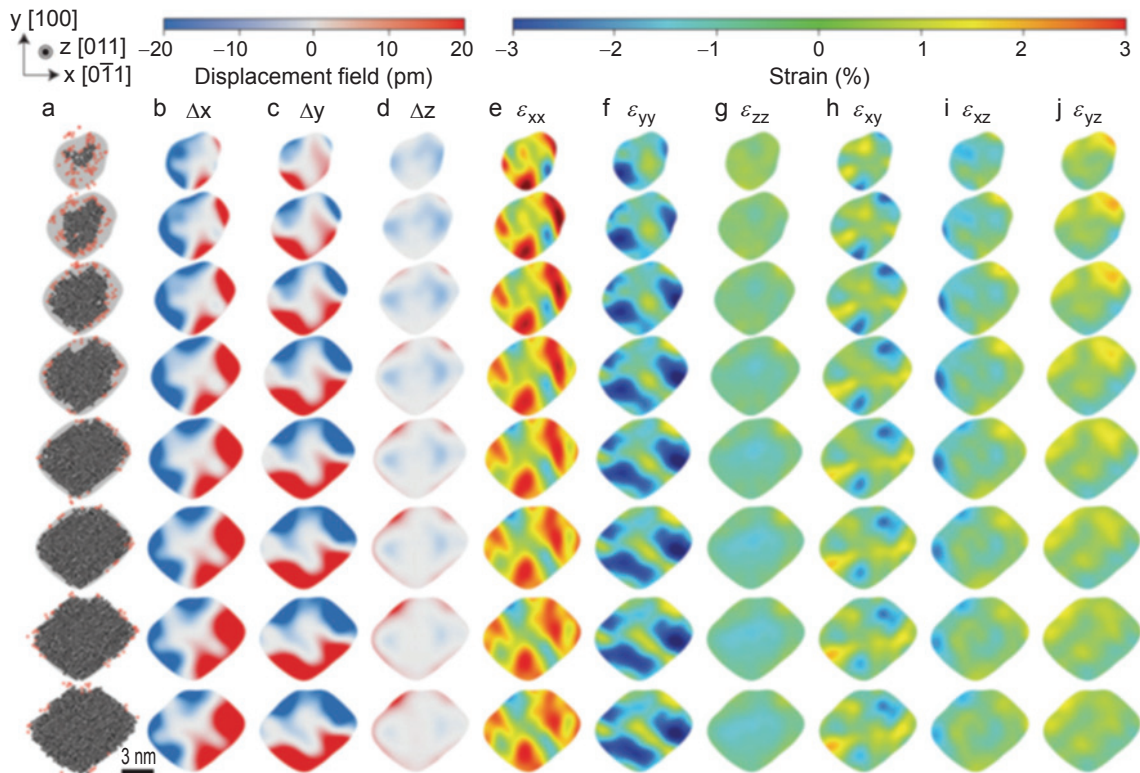 y [100]
z [011]
x [01̄1]
−20 −10 0 10 20
Displacement field (pm)
−3 −2 −1 0 1 2 3
Strain (%)
a b Δx c Δy d Δz e εxx f εyy g εzz h εxy i εxz j εyz
3 nm